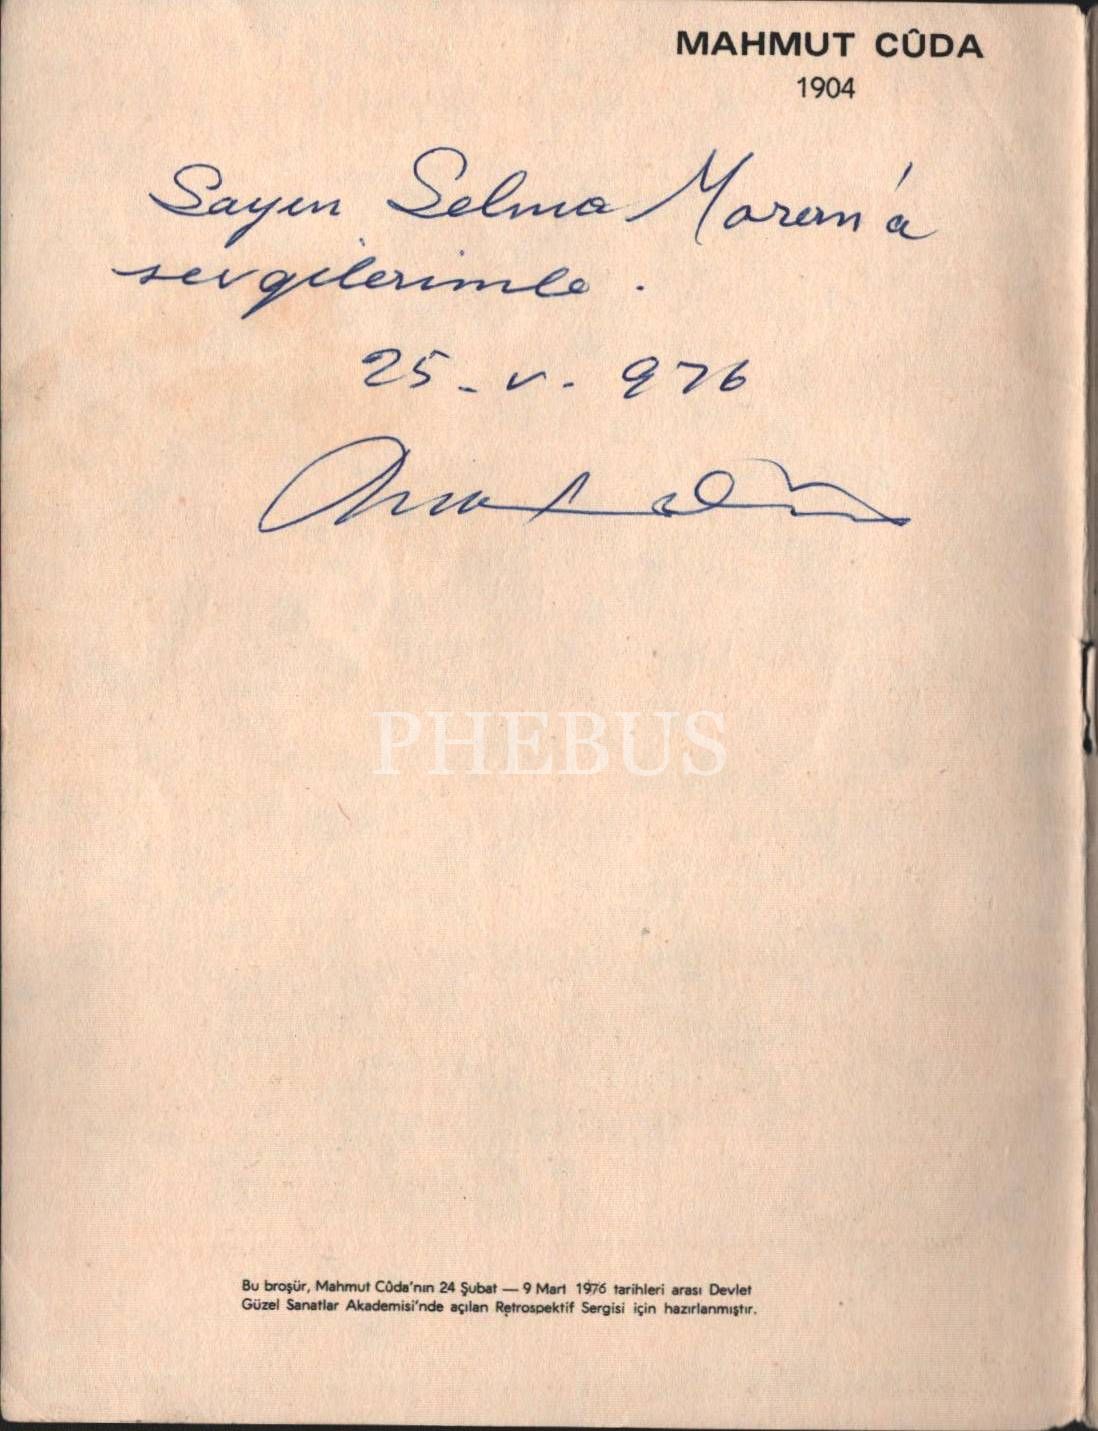 MAHMUT CÛDA
1904
Sayın Selma
sevgilerimle.
25 - V - 976
PHEBUS
Bu broşür, Mahmut Cûda'nın 24 Şubat — 9 Mart 1976 tarihleri arası Devlet
Güzel Sanatlar Akademisi'nde açılan Retrospektif Sergisi için hazırlanmıştır.